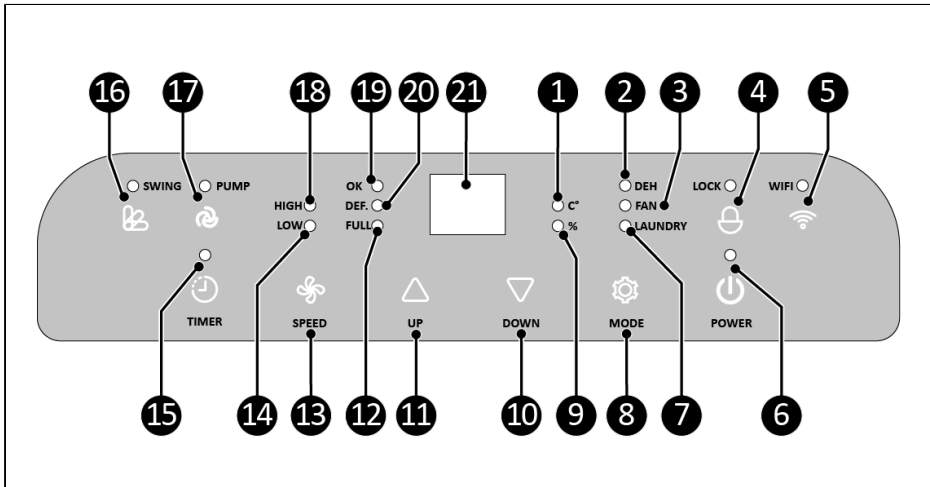 16 17 18 19 20 21 1 2 3 4 5
SWING PUMP OK DEH LOCK WIFI
HIGH DEF. C° FAN
LOW FULL % LAUNDRY
TIMER SPEED UP DOWN MODE POWER
15 14 13 12 11 10 9 8 7 6